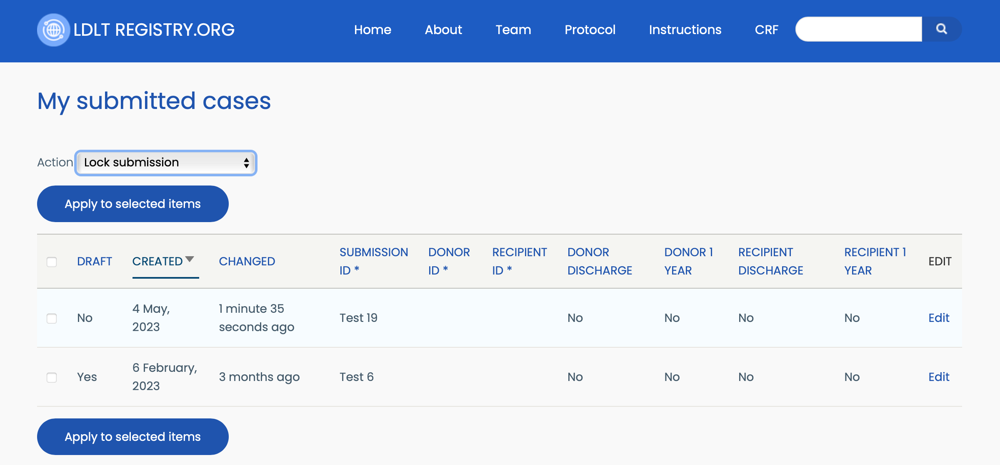 LDLT REGISTRY.ORG Home About Team Protocol Instructions CRF
My submitted cases
Action Lock submission
Apply to selected items
DRAFT CREATED CHANGED SUBMISSION ID * DONOR ID * RECIPIENT ID * DONOR DISCHARGE DONOR 1 YEAR RECIPIENT DISCHARGE RECIPIENT 1 YEAR EDIT
No 4 May, 2023 1 minute 35 seconds ago Test 19 No No No No Edit
Yes 6 February, 2023 3 months ago Test 6 No No No No Edit
Apply to selected items